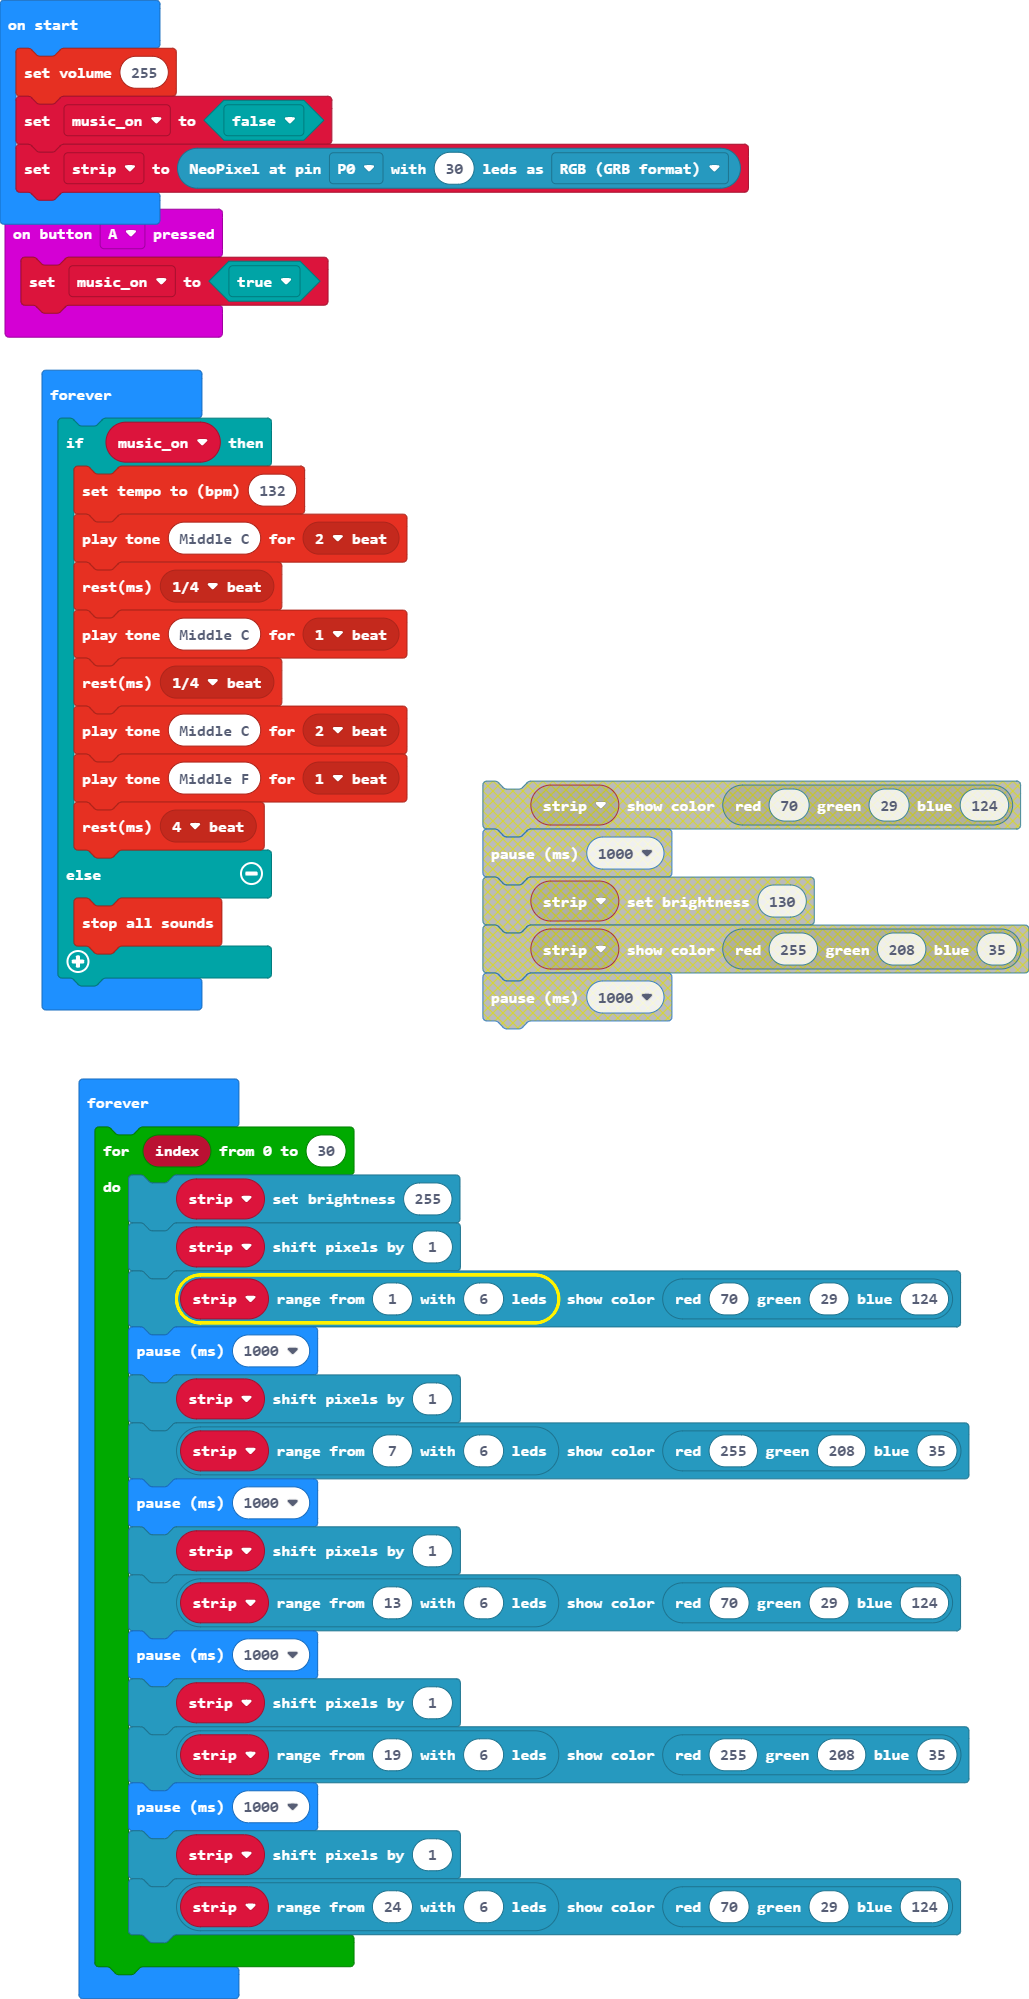 on start
set volume 255
set music_on to false
set strip to NeoPixel at pin P0 with 30 leds as RGB (GRB format)
on button A pressed
set music_on to true
forever
if music_on then
set tempo to (bpm) 132
play tone Middle C for 2 beat
rest(ms) 1/4 beat
play tone Middle C for 1 beat
rest(ms) 1/4 beat
play tone Middle C for 2 beat
play tone Middle F for 1 beat
rest(ms) 4 beat
else
stop all sounds
strip show color red 70 green 29 blue 124
pause (ms) 1000
strip set brightness 130
strip show color red 255 green 208 blue 35
pause (ms) 1000
forever
for index from 0 to 30
do strip set brightness 255
strip shift pixels by 1
strip range from 1 with 6 leds show color red 70 green 29 blue 124
pause (ms) 1000
strip shift pixels by 1
strip range from 7 with 6 leds show color red 255 green 208 blue 35
pause (ms) 1000
strip shift pixels by 1
strip range from 13 with 6 leds show color red 70 green 29 blue 124
pause (ms) 1000
strip shift pixels by 1
strip range from 19 with 6 leds show color red 255 green 208 blue 35
pause (ms) 1000
strip shift pixels by 1
strip range from 24 with 6 leds show color red 70 green 29 blue 124